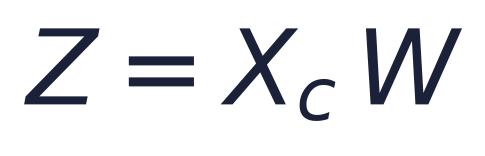 Z = X_C W